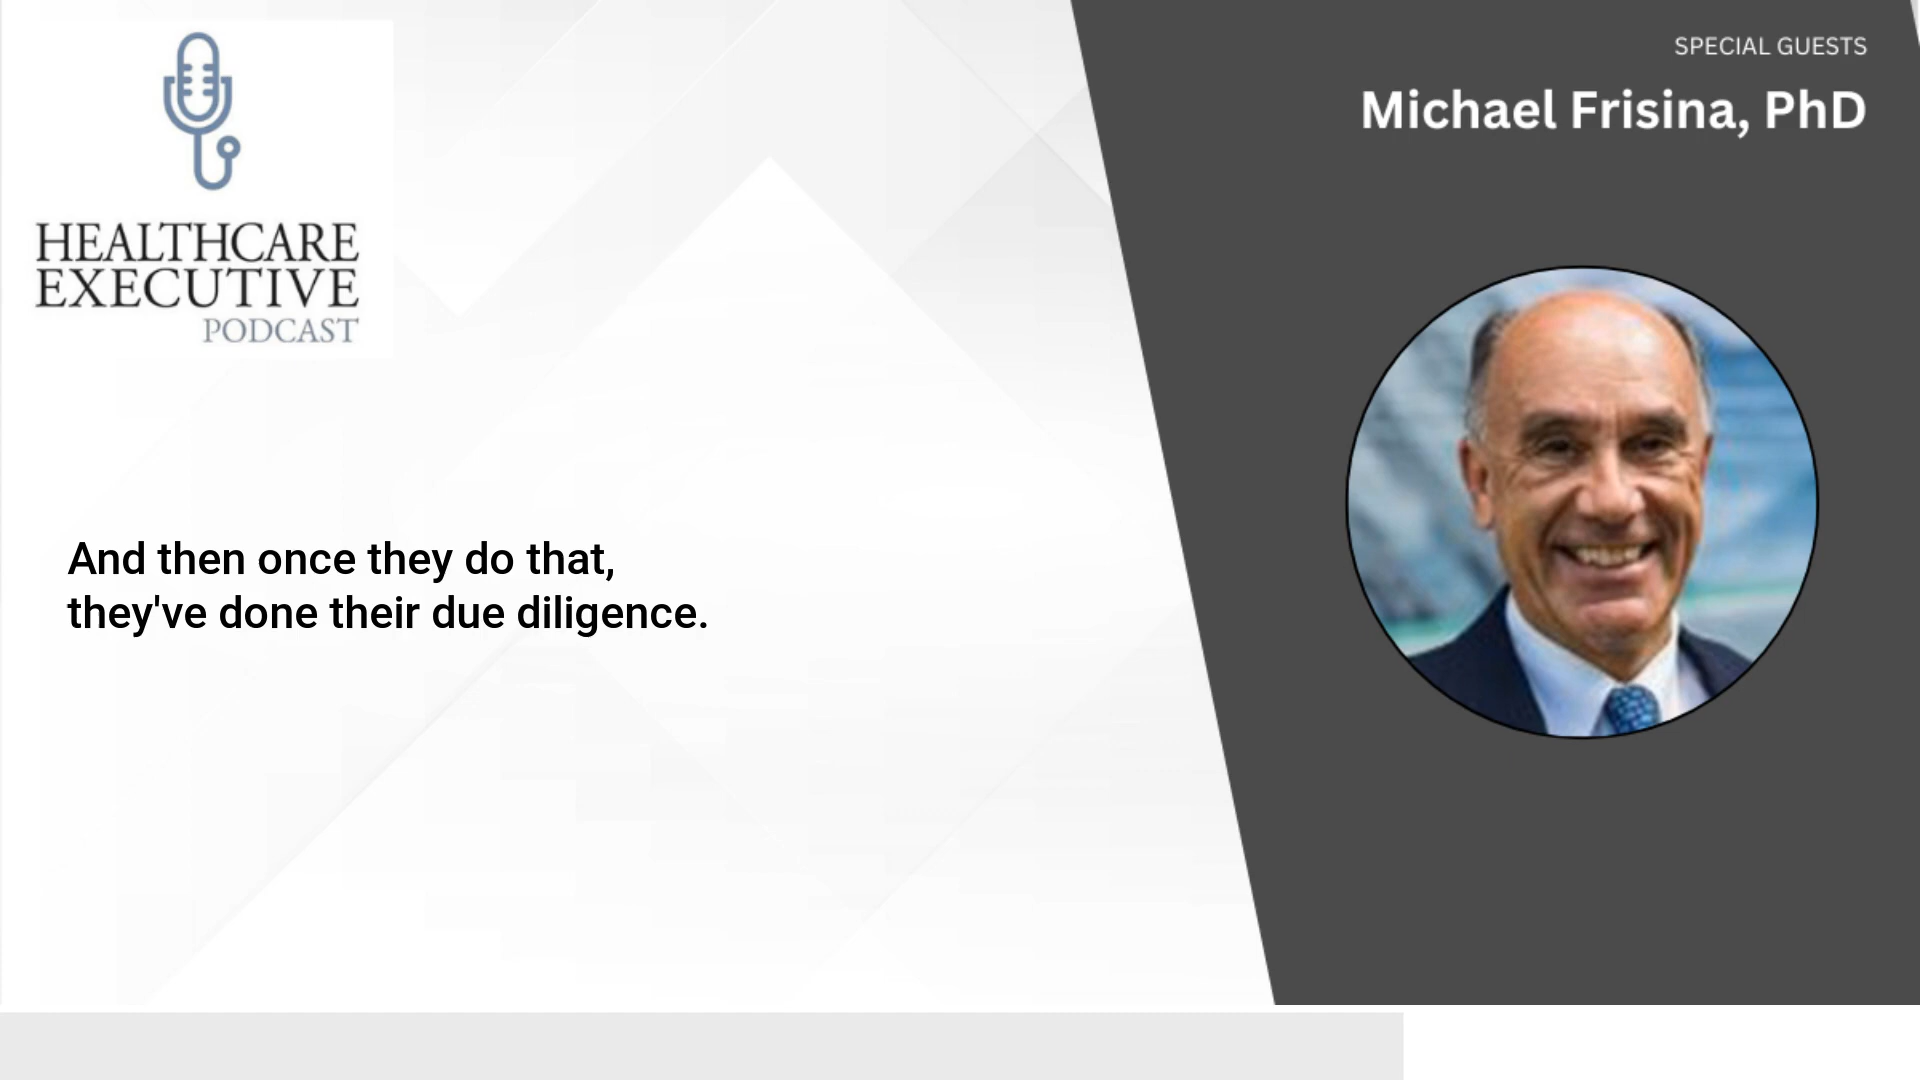 HEALTHCARE
EXECUTIVE
PODCAST
SPECIAL GUESTS
Michael Frisina, PhD
And then once they do that,
they've done their due diligence.